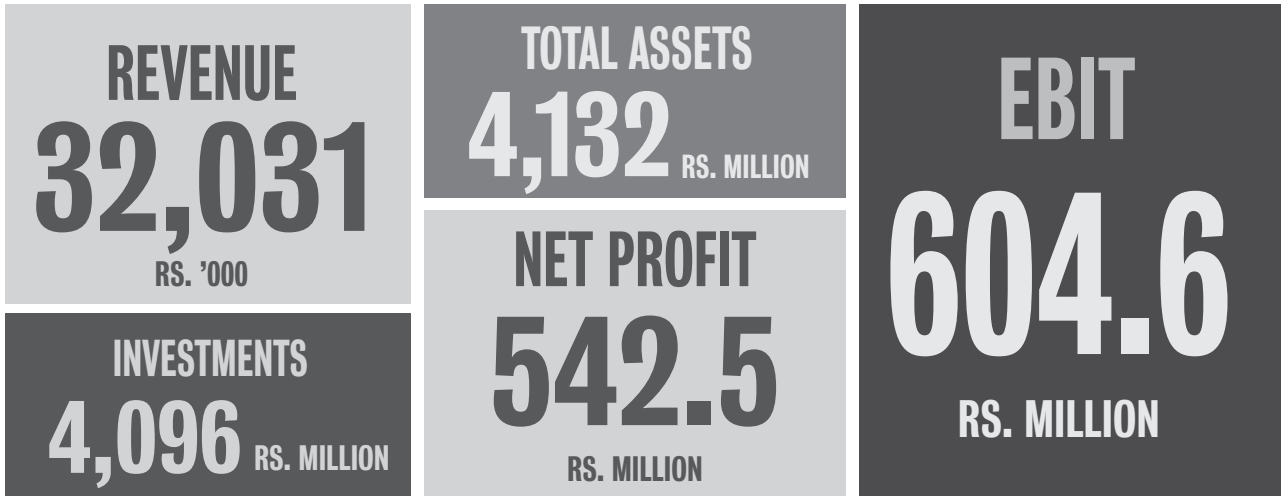 REVENUE
32,031
RS. ’000
INVESTMENTS
4,096 RS. MILLION
TOTAL ASSETS
4,132 RS. MILLION
NET PROFIT
542.5
RS. MILLION
EBIT
604.6
RS. MILLION